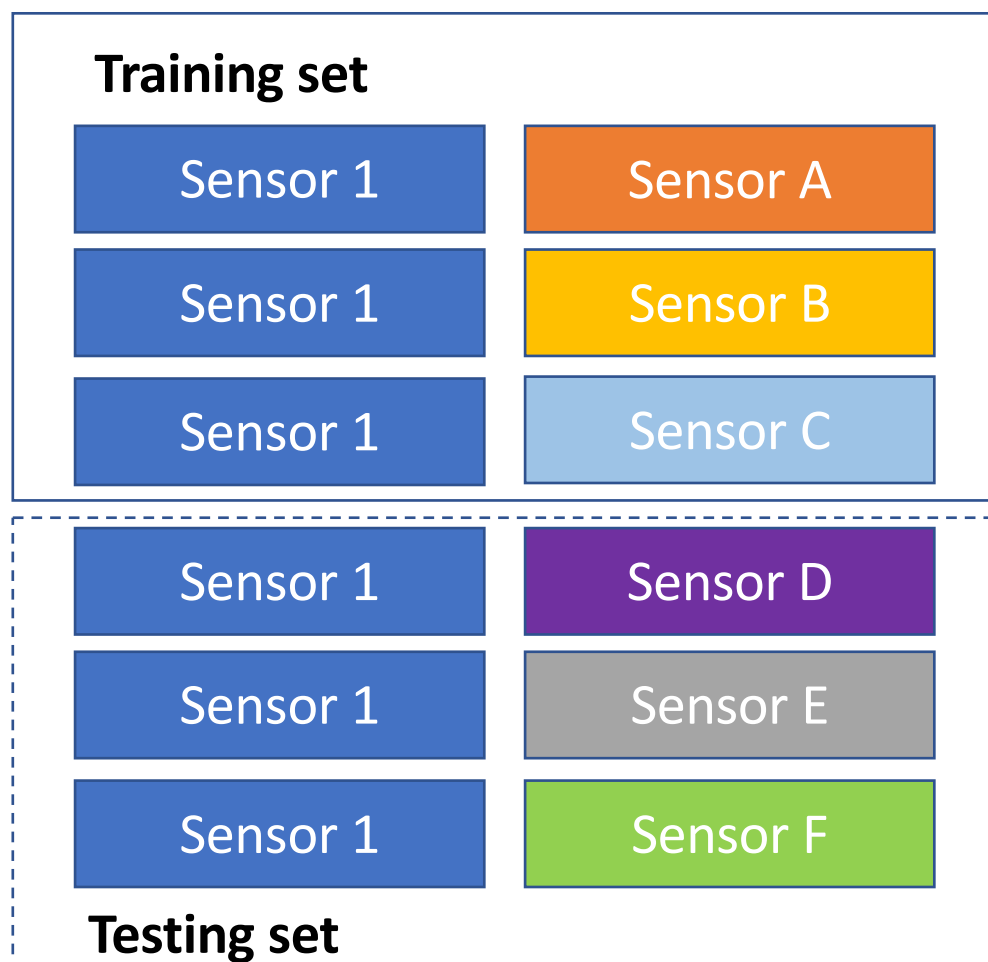 Training set
Sensor 1 Sensor A
Sensor 1 Sensor B
Sensor 1 Sensor C
Sensor 1 Sensor D
Sensor 1 Sensor E
Sensor 1 Sensor F
Testing set